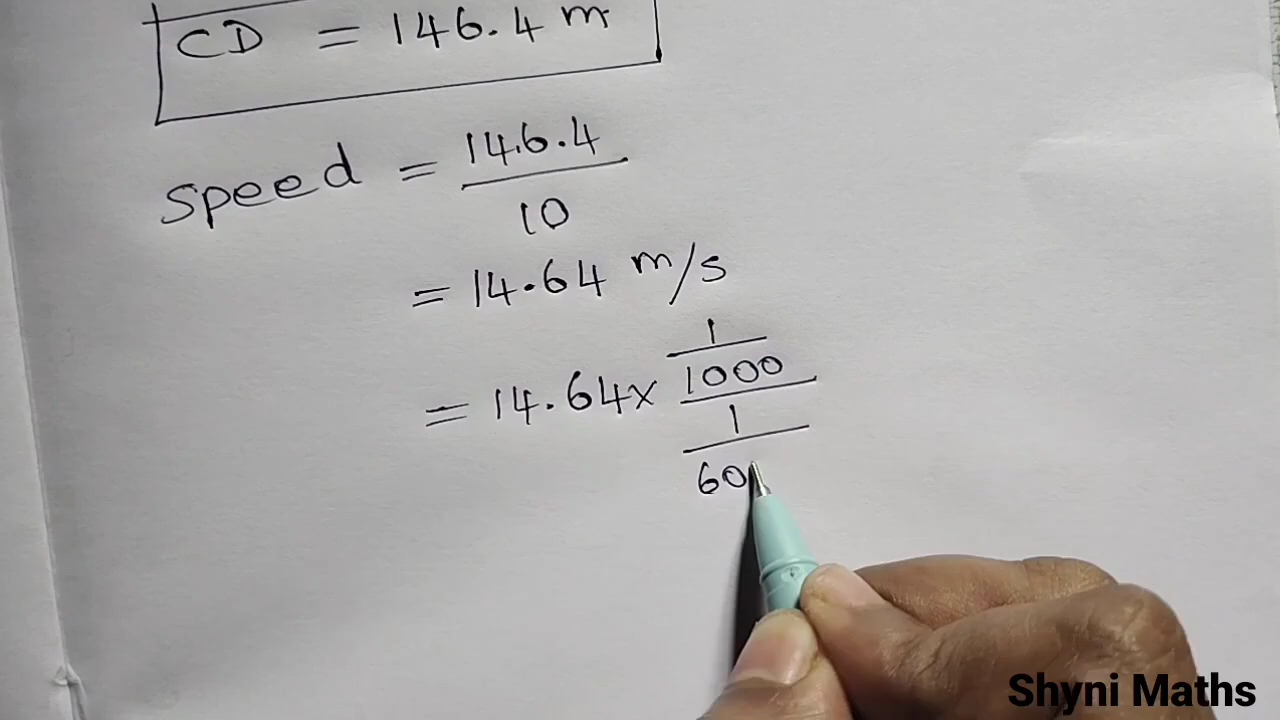 CD = 146.4 m
Speed = 146.4
10
= 14.64 m/s
= 14.64 x 1
1000
1
60
Shyni Maths